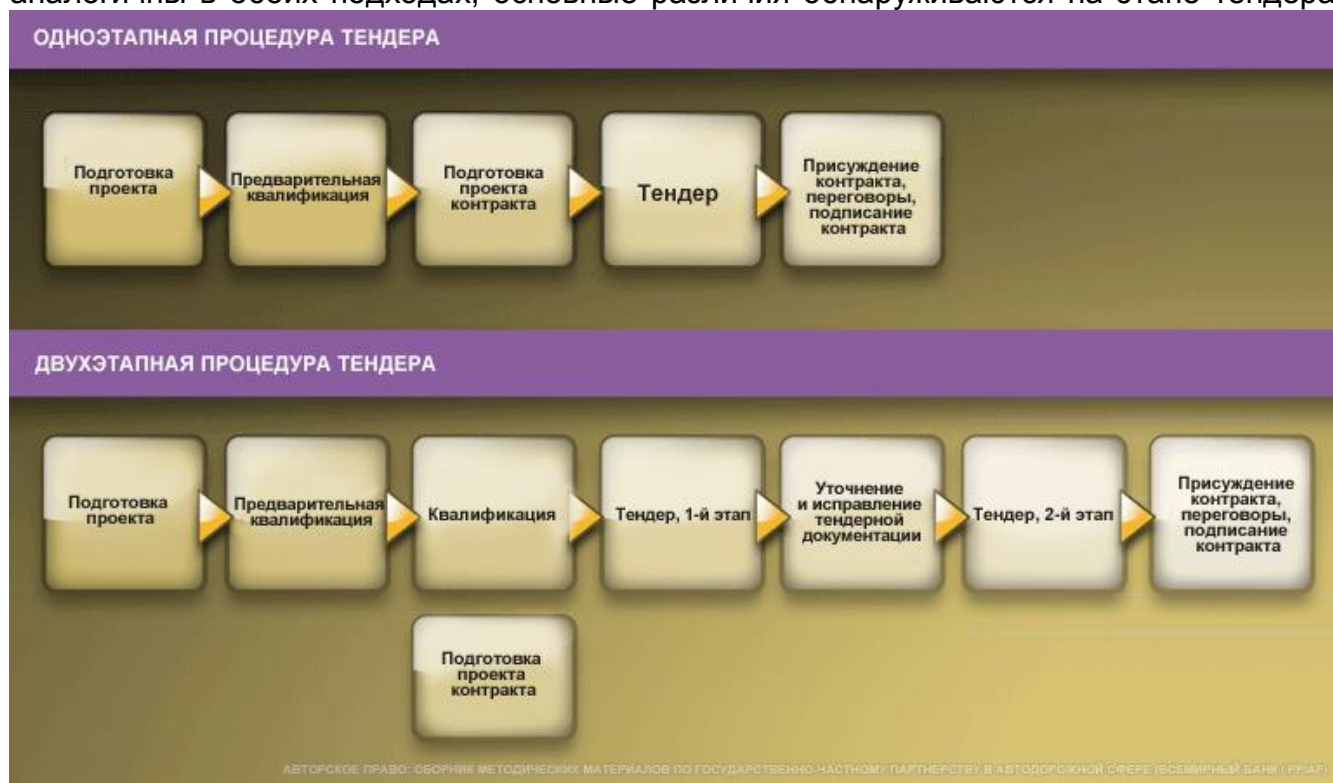 аналогичны в обоих подходах, основные различия обнаруживаются на этапе тендера
ОДНОЭТАПНАЯ ПРОЦЕДУРА ТЕНДЕРА
Подготовка
проекта
Предварительная
квалификация
Подготовка
проекта
контракта
Тендер
Присуждение
контракта,
переговоры,
подписание
контракта
ДВУХЭТАПНАЯ ПРОЦЕДУРА ТЕНДЕРА
Подготовка
проекта
Предварительная
квалификация
Квалификация
Тендер, 1-й этап
Уточнение
и исправление
тендерной
документации
Тендер, 2-й этап
Присуждение
контракта,
переговоры,
подписание
контракта
Подготовка
проекта
контракта
АВТОРСКОЕ ПРАВО: СБОРНИК МЕТОДИЧЕСКИХ МАТЕРИАЛОВ ПО ГОСУДАРСТВЕННО-ЧАСТНОМУ ПАРТНЕРСТВУ В АВТОДОРОЖНОЙ СФЕРЕ (ВСЕМИРНЫЙ БАНК I PPIAF)